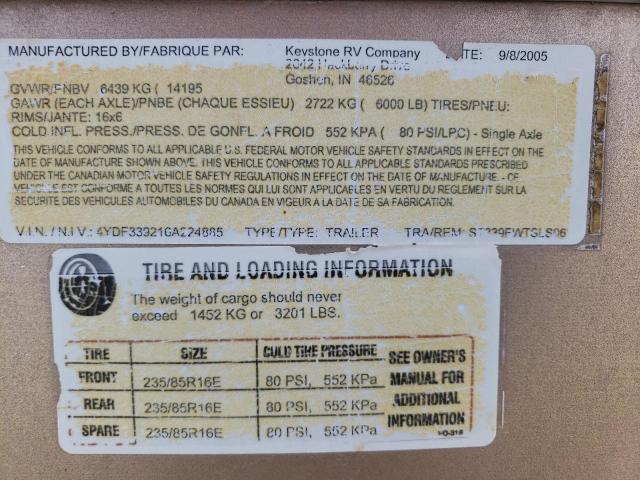 MANUFACTURED BY/FABRIQUE PAR: Keystone RV Company DATE: 9/8/2005
2642 Hackberry Drive
Goshen, IN 46526
GVWR/PNBV 6439 KG ( 14195
GAWR (EACH AXLE)/PNBE (CHAQUE ESSIEU) 2722 KG ( 6000 LB) TIRES/PNEU:
RIMS/JANTE: 16x6
COLD INFL. PRESS./PRESS. DE GONFL. A FROID 552 KPA ( 80 PSI/LPC) - Single Axle
THIS VEHICLE CONFORMS TO ALL APPLICABLE U.S. FEDERAL MOTOR VEHICLE SAFETY STANDARDS IN EFFECT ON THE
DATE OF MANUFACTURE SHOWN ABOVE. THIS VEHICLE CONFORMS TO ALL APPLICABLE STANDARDS PRESCRIBED
UNDER THE CANADIAN MOTOR VEHICLE SAFETY REGULATIONS IN EFFECT ON THE DATE OF MANUFACTURE. - CE
VEHICULE EST CONFORME A TOUTES LES NORMES QUI LUI SONT APPLICABLES EN VERTU DU REGLEMENT SUR LA
SECURITE DES VEHICULES AUTOMOBILES DU CANADA EN VIGEUR A LA DATE DE SA FABRICATION.
V.I.N. / N.I.V.: 4YDF339216A224885 TYPE/TYPE: TRAILER TRA/REM: ST339FWTGLS06
TIRE AND LOADING INFORMATION
The weight of cargo should never
exceed 1452 KG or 3201 LBS.
TIRE SIZE COLD TIRE PRESSURE SEE OWNER'S
FRONT 235/85R16E 80 PSI, 552 KPa MANUAL FOR
REAR 235/85R16E 80 PSI, 552 KPa ADDITIONAL
SPARE 235/85R16E 80 PSI, 552 KPa INFORMATION